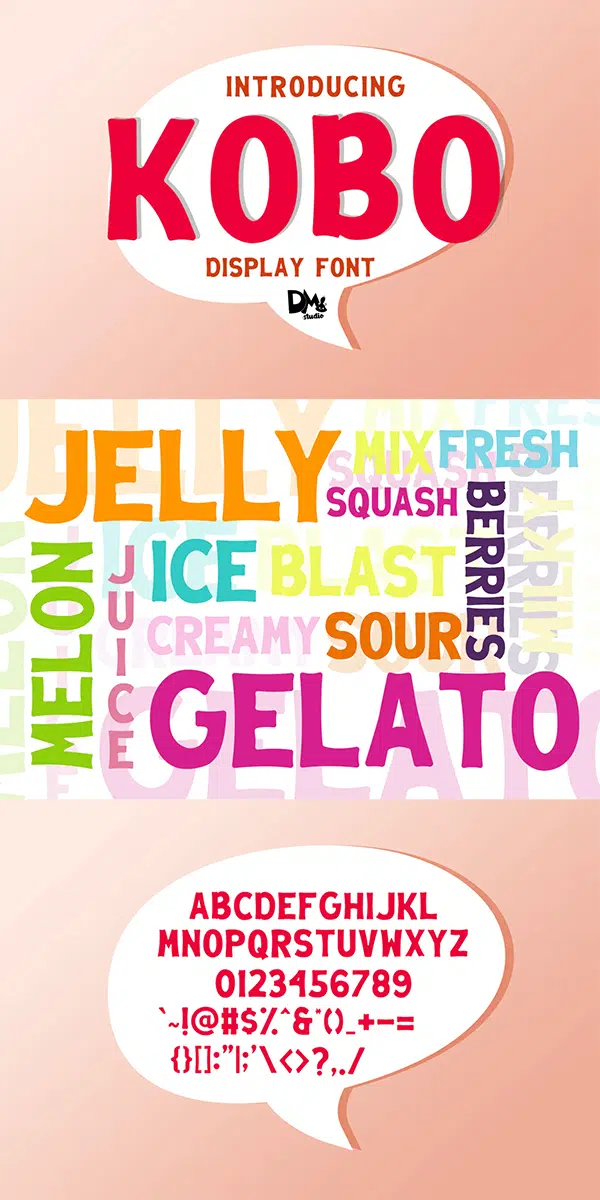 INTRODUCING
KOBO
DISPLAY FONT
DM
studio
JELLY
MIX
FRESH
SQUASH
BERRIES
MILKY
ICE
BLAST
MELON
JUICE
CREAMY
SOUR
GELATO
ABCDEFGHIJKL
MNOPQRSTUVWXYZ
0123456789
`~!@#$%^&*()_+-=
{}[]:"|;'\<>?,./